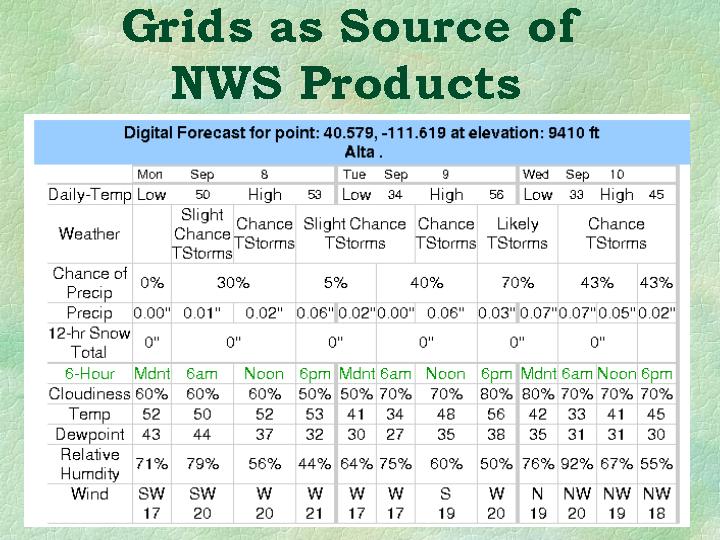 Grids as Source of
NWS Products
Digital Forecast for point: 40.579, -111.619 at elevation: 9410 ft
Alta .
Mon Sep 8 Tue Sep 9 Wed Sep 10
Daily-Temp Low 50 High 53 Low 34 High 56 Low 33 High 45
Weather Slight Chance TStorms Chance TStorms Slight Chance TStorms Chance TStorms Likely TStorms Chance TStorms
Chance of Precip 0% 30% 5% 40% 70% 43% 43%
Precip 0.00" 0.01" 0.02" 0.06" 0.02" 0.00" 0.06" 0.03" 0.07" 0.07" 0.05" 0.02"
12-hr Snow Total 0" 0" 0" 0" 0" 0"
6-Hour Mdnt 6am Noon 6pm Mdnt 6am Noon 6pm Mdnt 6am Noon 6pm
Cloudiness 60% 60% 60% 50% 50% 70% 70% 80% 80% 70% 70% 70%
Temp 52 50 52 53 41 34 48 56 42 33 41 45
Dewpoint 43 44 37 32 30 27 35 38 35 31 31 30
Relative Humdity 71% 79% 56% 44% 64% 75% 60% 50% 76% 92% 67% 55%
Wind SW SW W W W W S W N NW NW NW
17 20 20 21 17 17 19 20 19 20 19 18